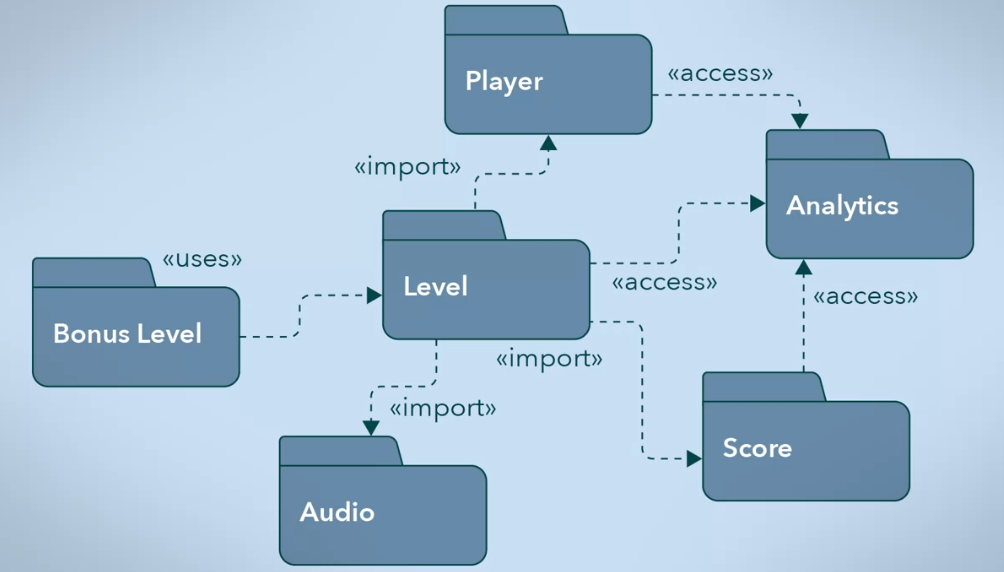 Player
«access»
«import»
Analytics
«uses»
Level
«access»
«access»
Bonus Level
«import»
«import»
Score
Audio